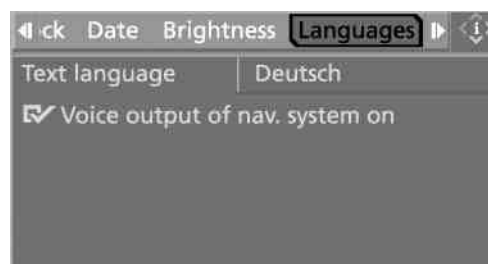 ck Date Brightness Languages
Text language Deutsch
Voice output of nav. system on